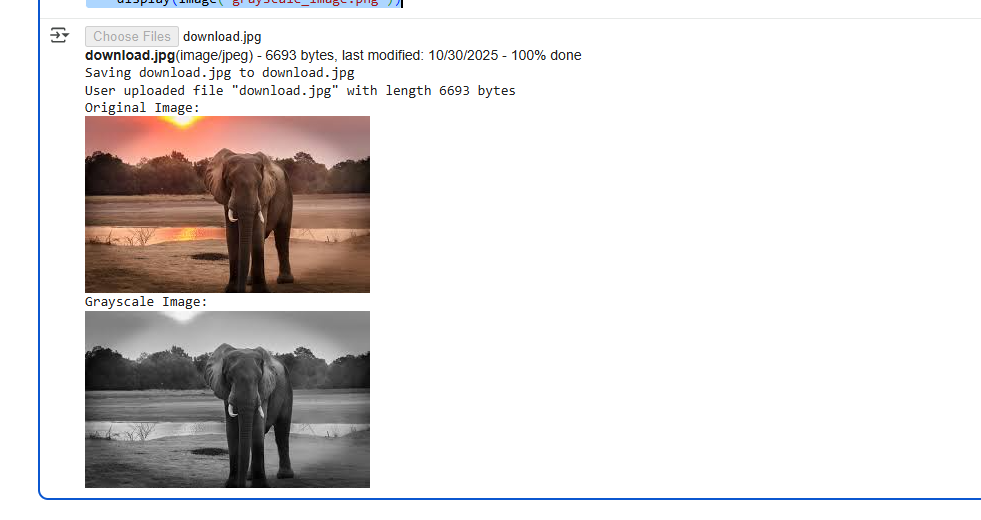 display(Image("grayscale_image.png"))
Choose Files download.jpg
download.jpg(image/jpeg) - 6693 bytes, last modified: 10/30/2025 - 100% done
Saving download.jpg to download.jpg
User uploaded file "download.jpg" with length 6693 bytes
Original Image:
Grayscale Image: